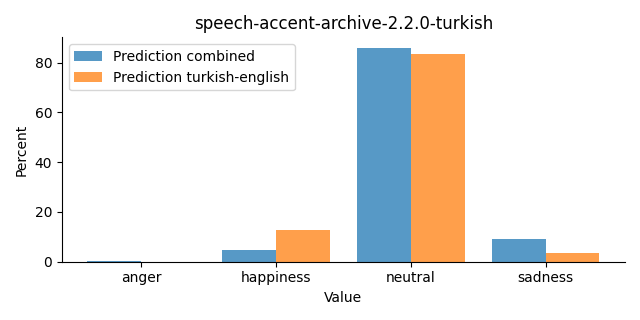 speech-accent-archive-2.2.0-turkish
Prediction combined
Prediction turkish-english
Percent
80
60
40
20
0
anger happiness neutral sadness
Value